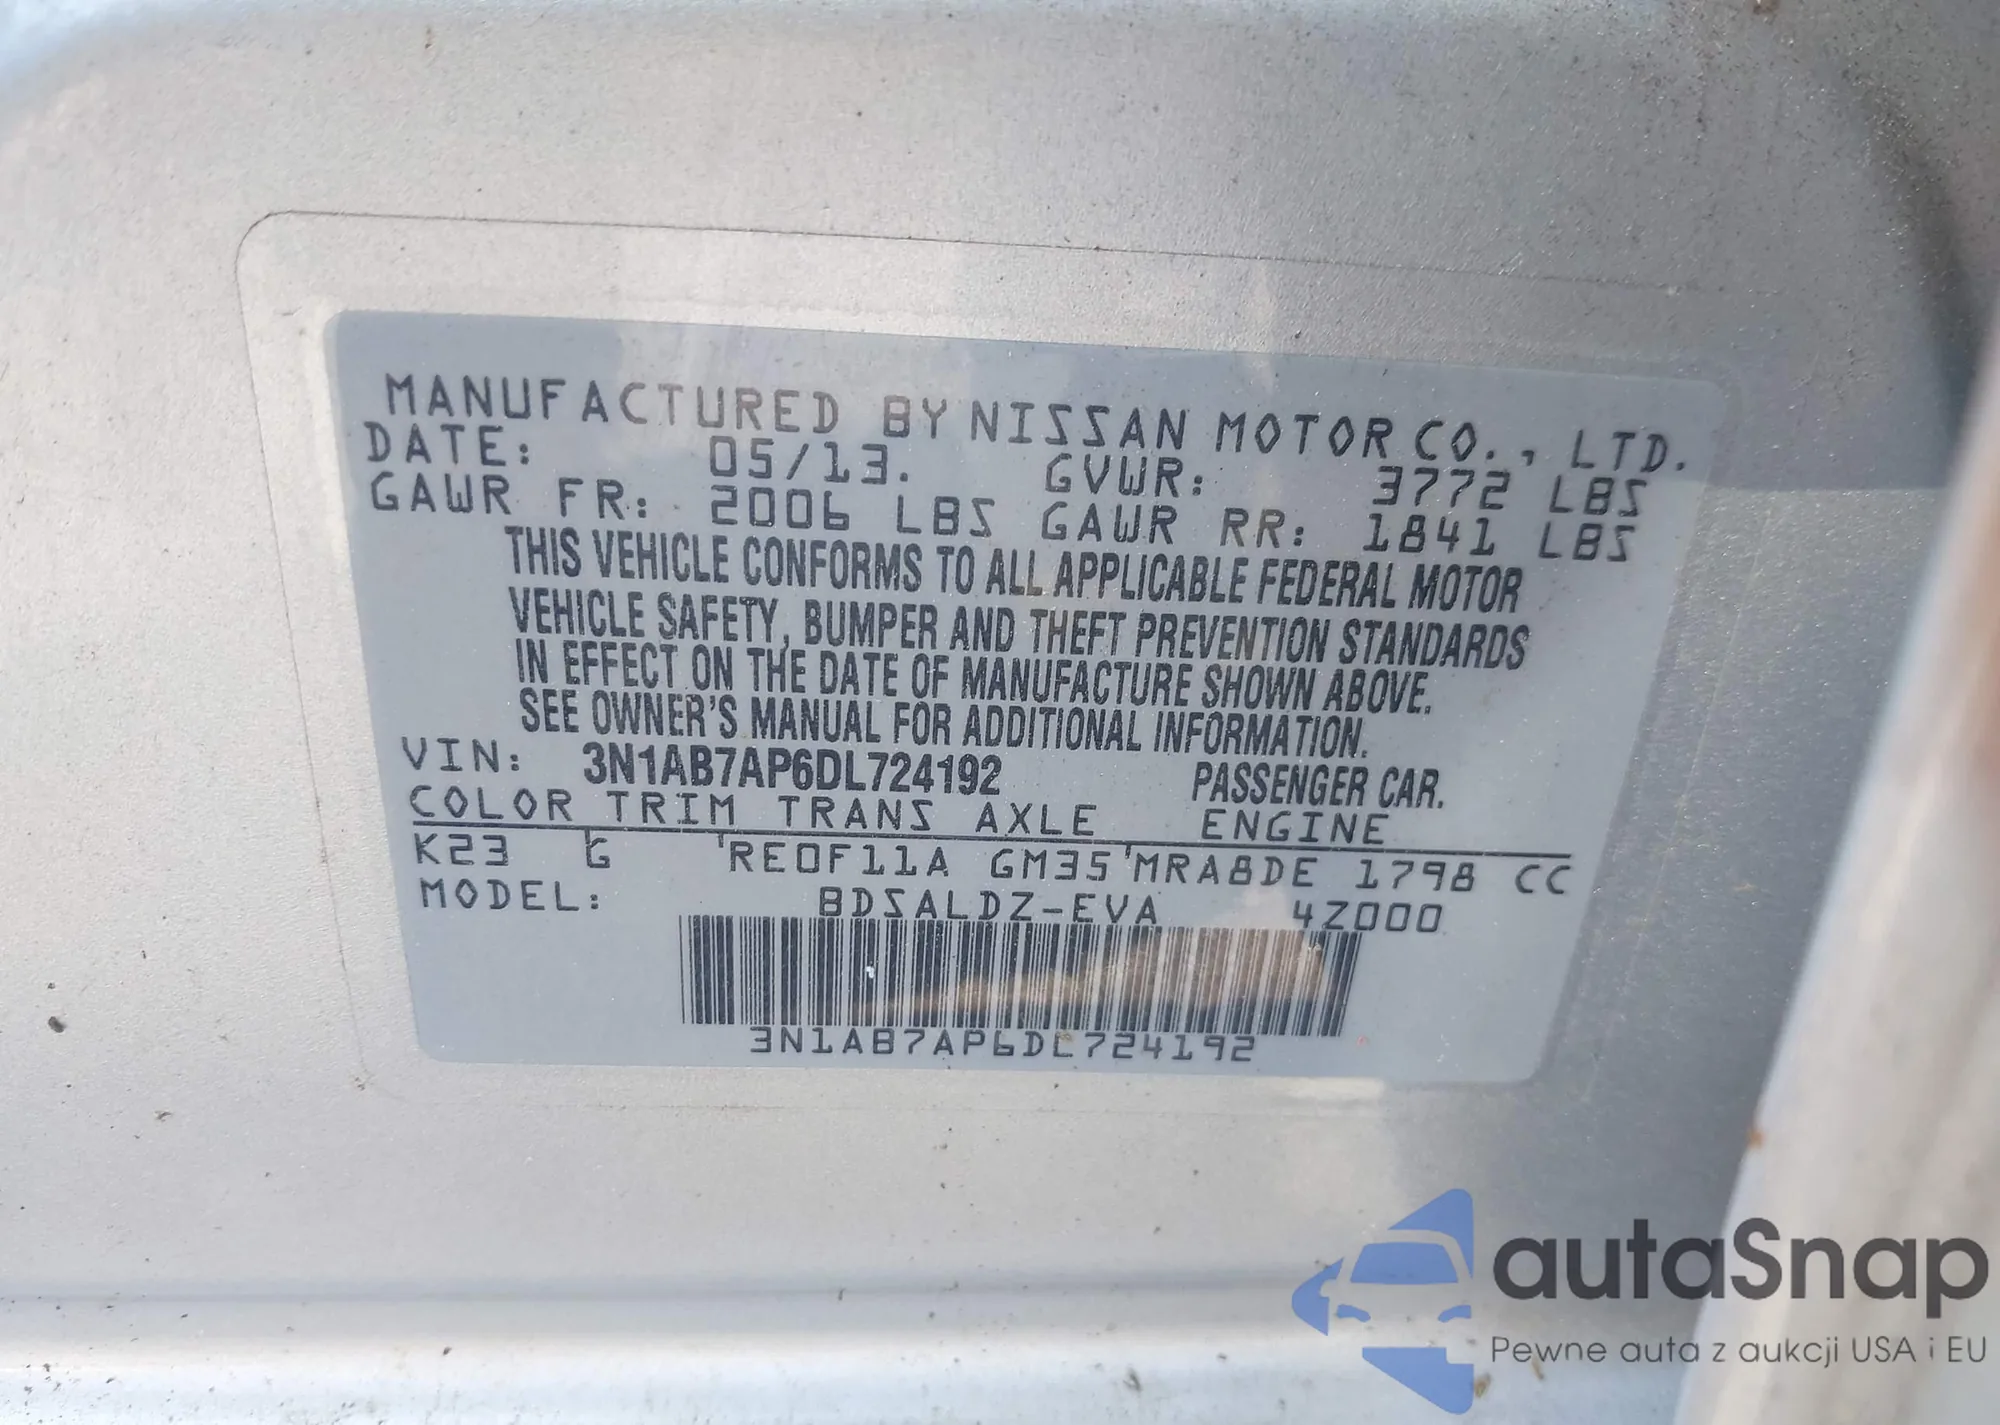 MANUFACTURED BY NISSAN MOTOR CO., LTD.
DATE: 05/13. GVWR: 3772 LBS
GAWR FR: 2006 LBS GAWR RR: 1841 LBS
THIS VEHICLE CONFORMS TO ALL APPLICABLE FEDERAL MOTOR
VEHICLE SAFETY, BUMPER AND THEFT PREVENTION STANDARDS
IN EFFECT ON THE DATE OF MANUFACTURE SHOWN ABOVE.
SEE OWNER'S MANUAL FOR ADDITIONAL INFORMATION.
VIN: 3N1AB7AP6DL724192 PASSENGER CAR.
COLOR TRIM TRANS AXLE ENGINE
K23 G RE0F11A GM35 MRA8DE 1798 CC
MODEL: BDSALDZ-EVA 4Z000
3N1AB7AP6DL724192
autaSnap
Pewne auta z aukcji USA i EU